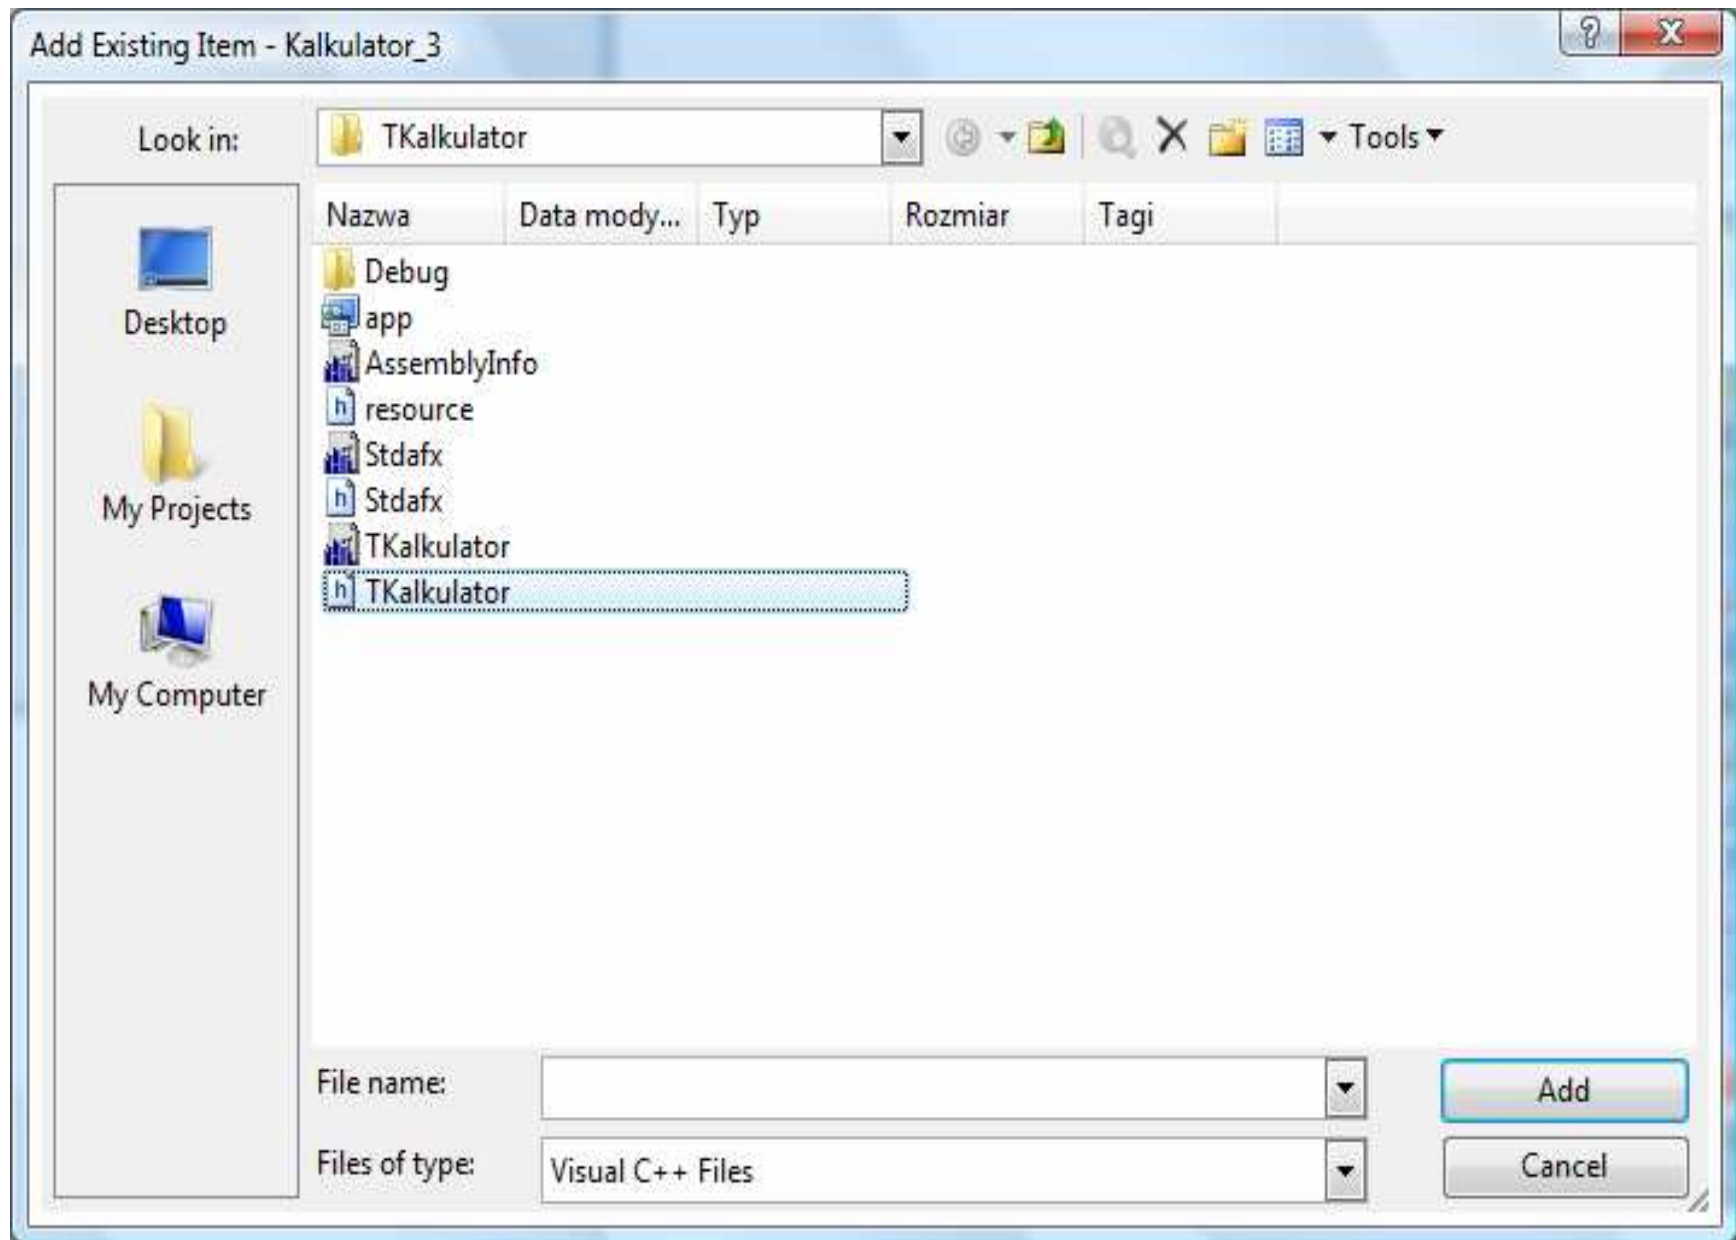 Add Existing Item - Kalkulator_3
Look in: TKalkulator Tools
Nazwa Data mody... Typ Rozmiar Tagi
Desktop
My Projects
My Computer
Debug
app
AssemblyInfo
resource
Stdafx
Stdafx
TKalkulator
TKalkulator
File name: Add
Files of type: Visual C++ Files Cancel